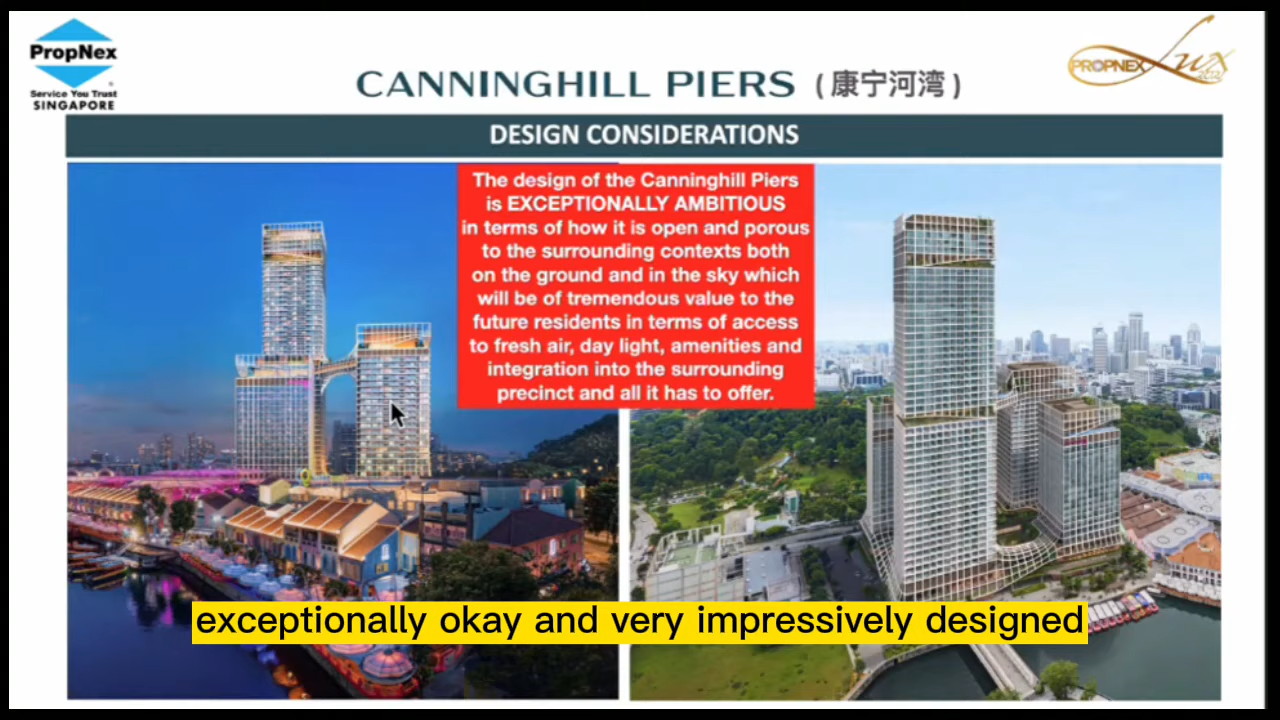 PropNex
Service You Trust
SINGAPORE
CANNINGHILL PIERS (康宁河湾)
PROPNEX Lux
DESIGN CONSIDERATIONS
The design of the Canninghill Piers
is EXCEPTIONALLY AMBITIOUS
in terms of how it is open and porous
to the surrounding contexts both
on the ground and in the sky which
will be of tremendous value to the
future residents in terms of access
to fresh air, day light, amenities and
integration into the surrounding
precinct and all it has to offer.
exceptionally okay and very impressively designed